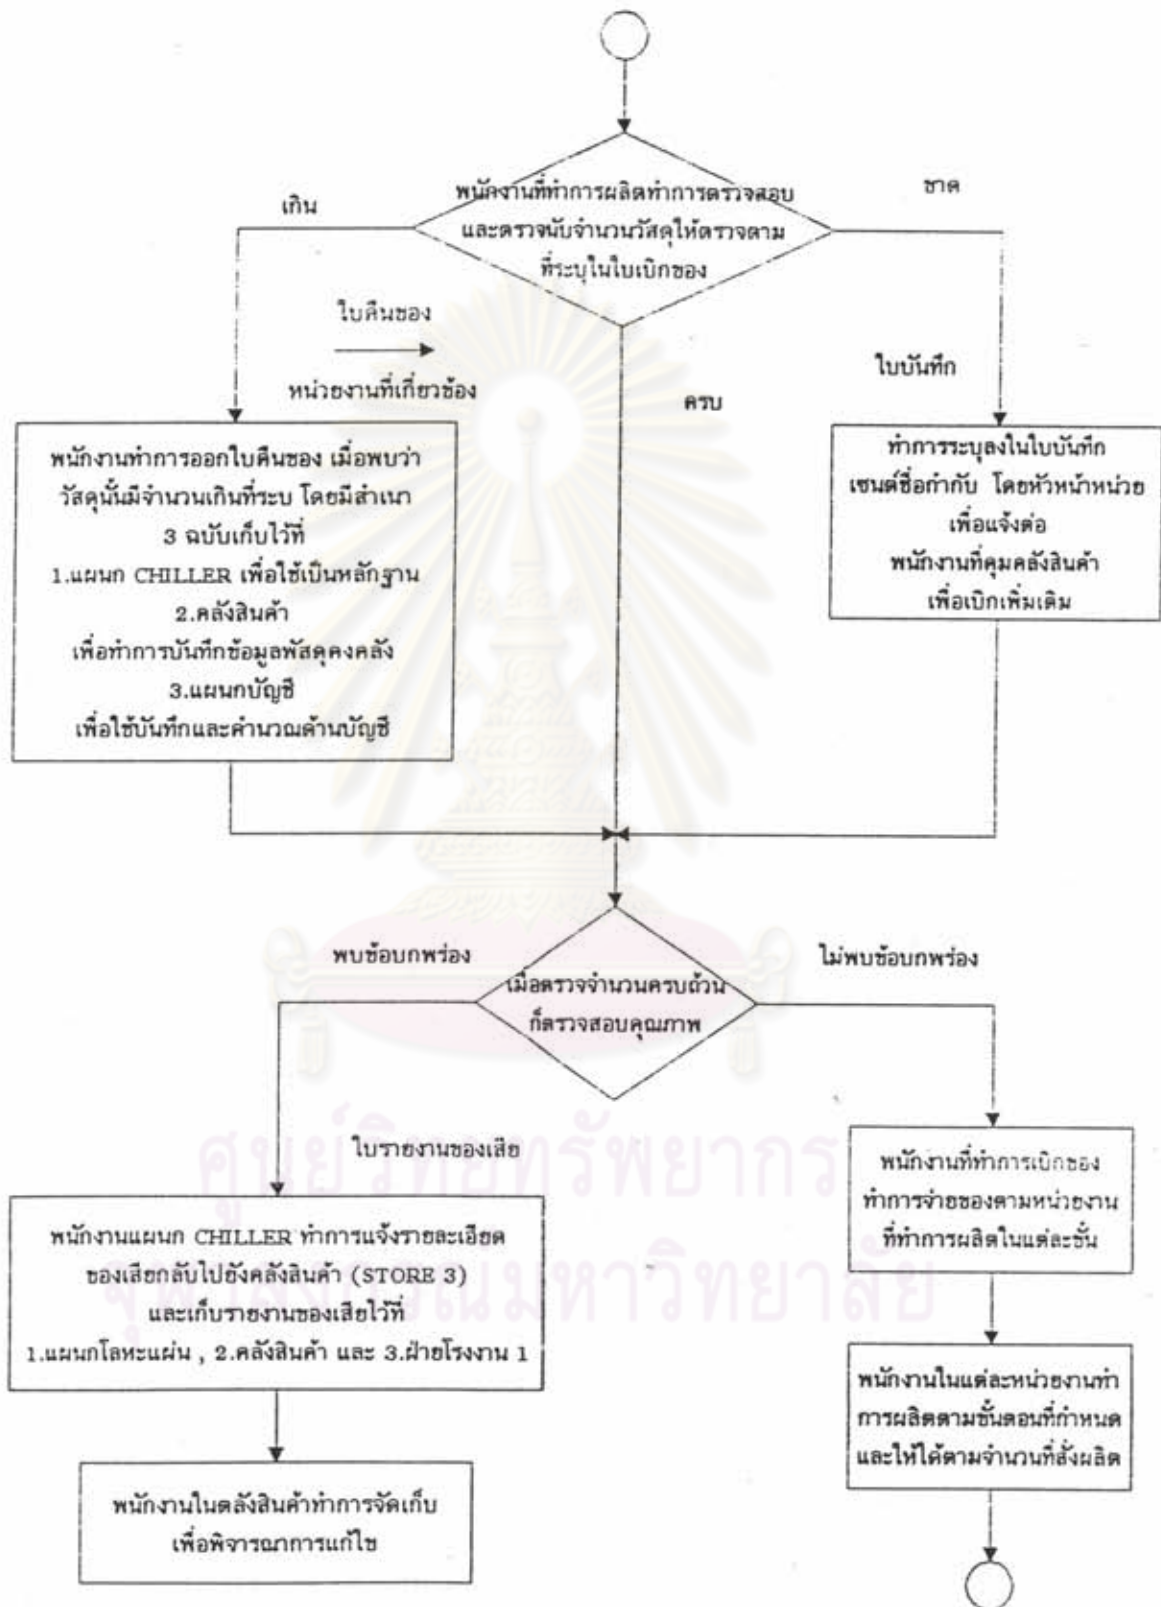 พนักงานที่ทำการผลิตทำการตรวจสอบ
และตรวจนับจำนวนวัสดุให้ตรวจตาม
ที่ระบุในใบเบิกของ
เกิน
ขาด
ใบคืนของ
หน่วยงานที่เกี่ยวข้อง
ครบ
ใบบันทึก
พนักงานทำการออกใบคืนของ เมื่อพบว่า
วัสดุนั้นมีจำนวนเกินที่ระบ โดยมีสำเนา
3 ฉบับเก็บไว้ที่
1.แผนก CHILLER เพื่อใช้เป็นหลักฐาน
2.คลังสินค้า
เพื่อทำการบันทึกข้อมูลพัสดุคงคลัง
3.แผนกบัญชี
เพื่อใช้บันทึกและคำนวณด้านบัญชี
ทำการระบุลงในใบบันทึก
เซนต์ชื่อกำกับ โดยหัวหน้าหน่วย
เพื่อแจ้งต่อ
พนักงานที่คุมคลังสินค้า
เพื่อเบิกเพิ่มเติม
พบข้อบกพร่อง
ไม่พบข้อบกพร่อง
เมื่อตรวจจำนวนครบถ้วน
ก็ตรวจสอบคุณภาพ
ใบรายงานของเสีย
พนักงานแผนก CHILLER ทำการแจ้งรายละเอียด
ของเสียกลับไปยังคลังสินค้า (STORE 3)
และเก็บรายงานของเสียไว้ที่
1.แผนกโลหะแผ่น , 2.คลังสินค้า และ 3.ฝ่ายโรงงาน 1
พนักงานในคลังสินค้าทำการจัดเก็บ
เพื่อพิจารณาการแก้ไข
พนักงานที่ทำการเบิกของ
ทำการจ่ายของตามหน่วยงาน
ที่ทำการผลิตในแต่ละชั้น
พนักงานในแต่ละหน่วยงานทำ
การผลิตตามขั้นตอนที่กำหนด
และให้ได้ตามจำนวนที่สั่งผลิต
ศูนย์วิทยทรัพยากร
จุฬาลงกรณ์มหาวิทยาลัย